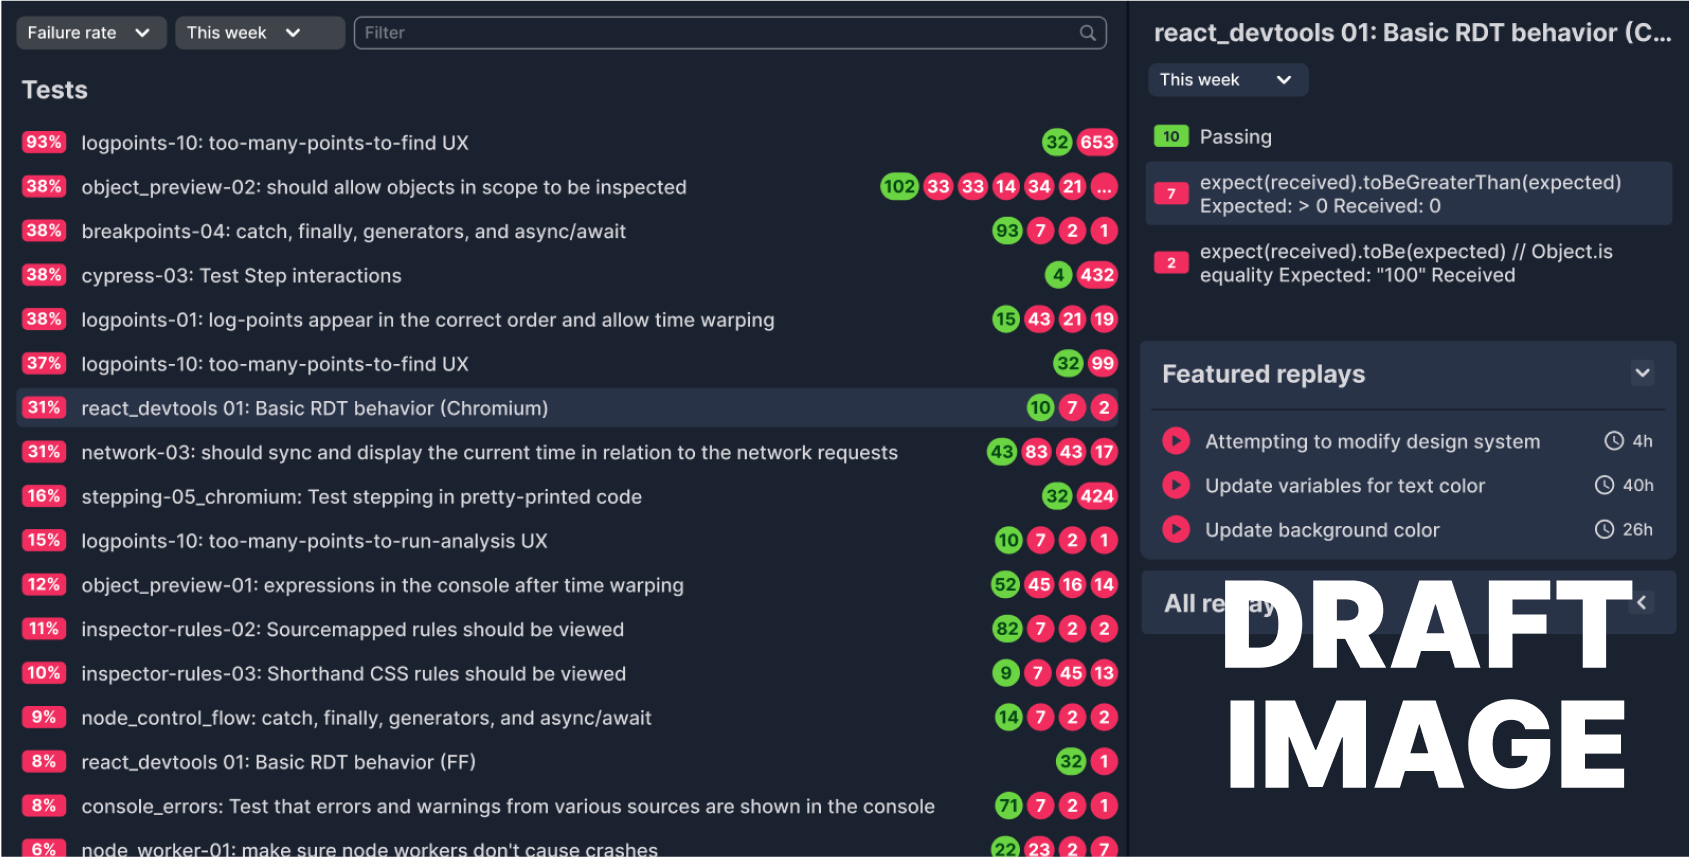 Failure rate This week Filter
Tests
93% logpoints-10: too-many-points-to-find UX 32 653
38% object_preview-02: should allow objects in scope to be inspected 102 33 33 14 34 21 ...
38% breakpoints-04: catch, finally, generators, and async/await 93 7 2 1
38% cypress-03: Test Step interactions 4 432
38% logpoints-01: log-points appear in the correct order and allow time warping 15 43 21 19
37% logpoints-10: too-many-points-to-find UX 32 99
31% react_devtools 01: Basic RDT behavior (Chromium) 10 7 2
31% network-03: should sync and display the current time in relation to the network requests 43 83 43 17
16% stepping-05_chromium: Test stepping in pretty-printed code 32 424
15% logpoints-10: too-many-points-to-run-analysis UX 10 7 2 1
12% object_preview-01: expressions in the console after time warping 52 45 16 14
11% inspector-rules-02: Sourcemapped rules should be viewed 82 7 2 2
10% inspector-rules-03: Shorthand CSS rules should be viewed 9 7 45 13
9% node_control_flow: catch, finally, generators, and async/await 14 7 2 2
8% react_devtools 01: Basic RDT behavior (FF) 32 1
8% console_errors: Test that errors and warnings from various sources are shown in the console 71 7 2 1
6% node_worker-01: make sure node workers don't cause crashes 22 23 2 7
react_devtools 01: Basic RDT behavior (C...
This week
10 Passing
7 expect(received).toBeGreaterThan(expected)
Expected: > 0 Received: 0
2 expect(received).toBe(expected) // Object.is
equality Expected: "100" Received
Featured replays
Attempting to modify design system 4h
Update variables for text color 40h
Update background color 26h
All replay
DRAFT
IMAGE